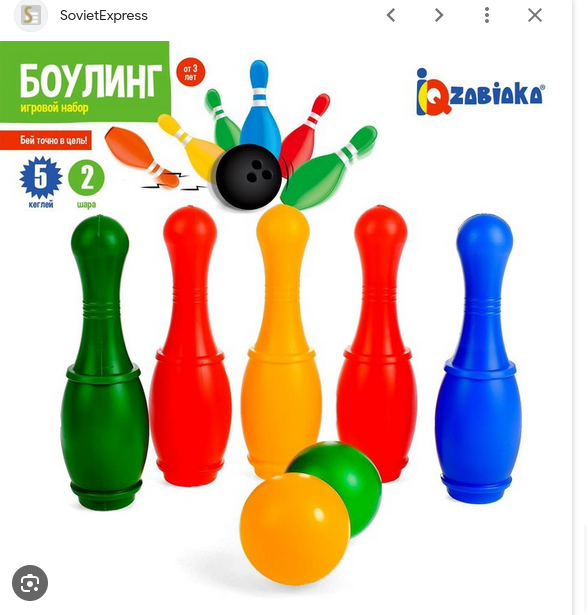 SovietExpress
БОУЛИНГ
игровой набор
от 3
лет
IQZABIAKA®
Бей точно в цель!
5
кеглей
2
шара